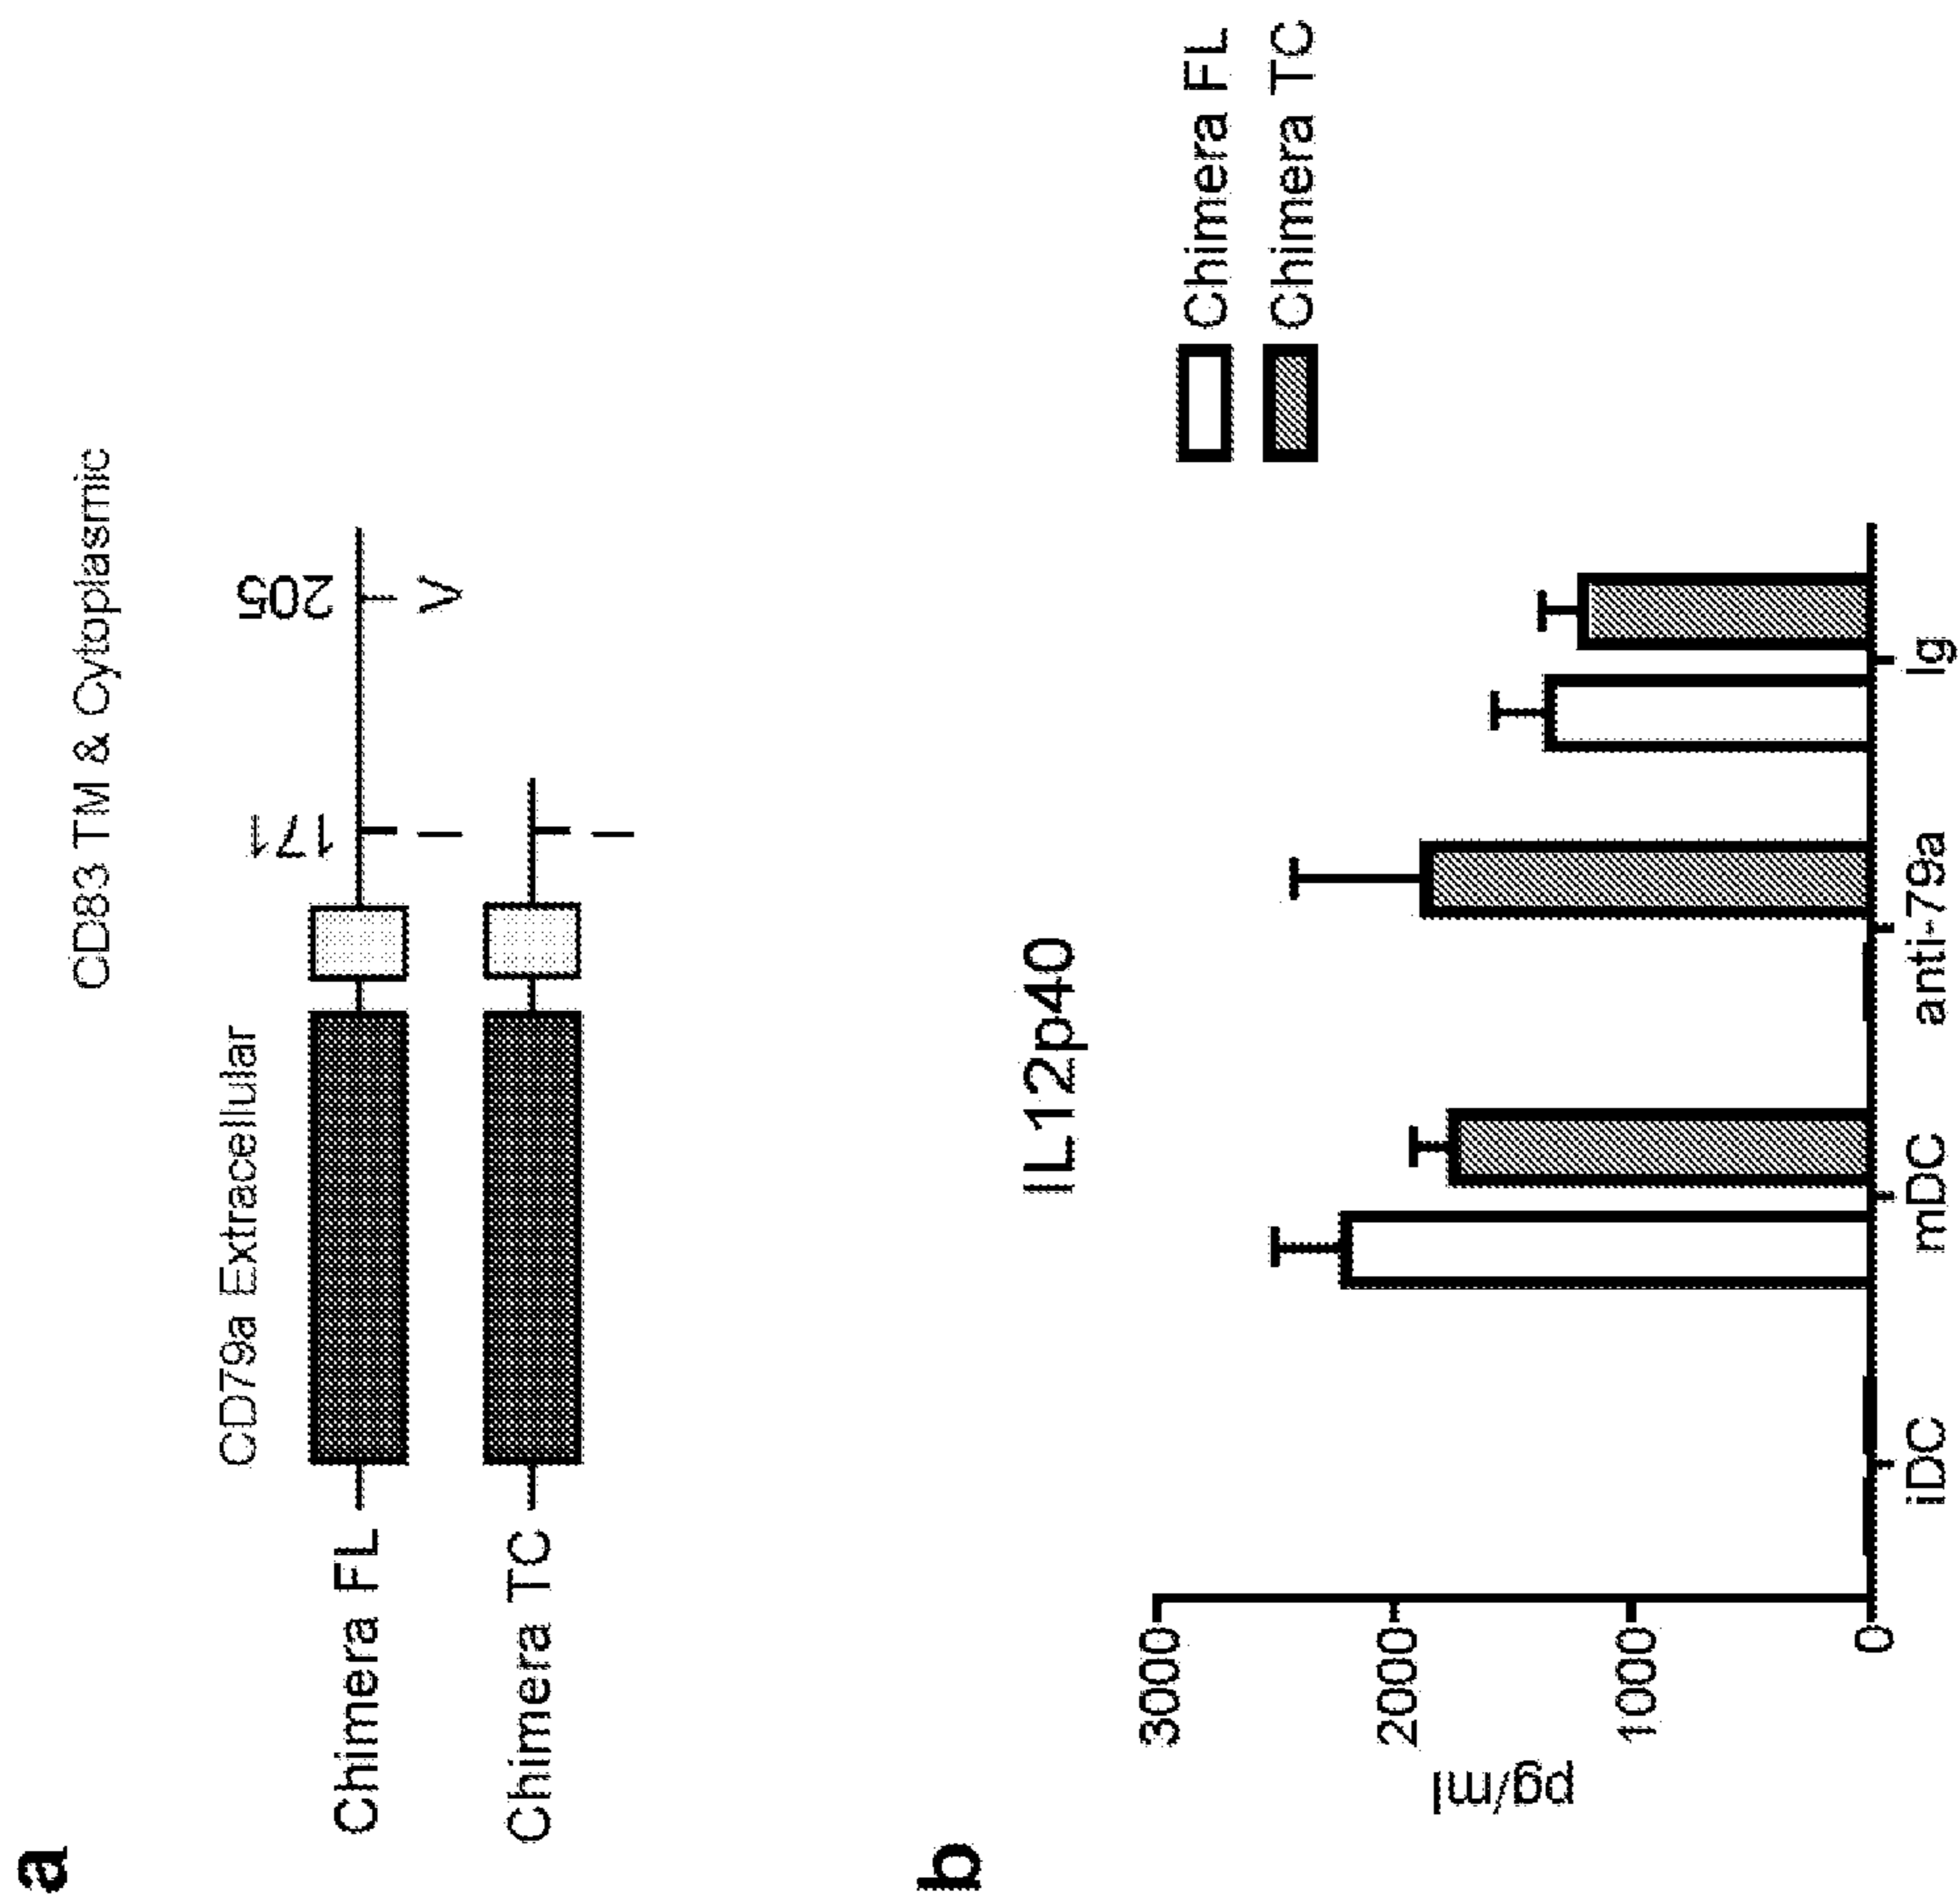 a
CD83 TM & Cytoplasmic
CD79a Extracellular
171 205
Chimera FL
I V
Chimera TC
I
b
IL12p40
Chimera FL
Chimera TC
3000
2000
1000
0
pg/ml
iDC mDC anti-79a Ig